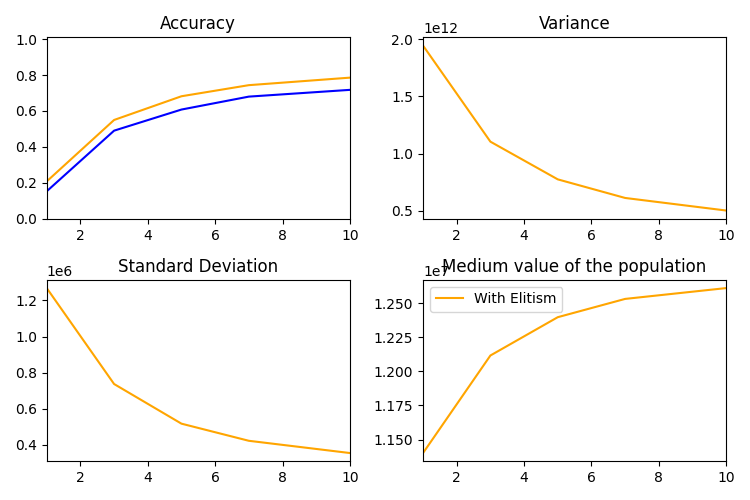 Accuracy
1.0
0.8
0.6
0.4
0.2
0.0
2 4 6 8 10
Variance
1e12
2.0
1.5
1.0
0.5
2 4 6 8 10
Standard Deviation
1e6
1.2
1.0
0.8
0.6
0.4
2 4 6 8 10
Medium value of the population
1e7
With Elitism
1.250
1.225
1.200
1.175
1.150
2 4 6 8 10